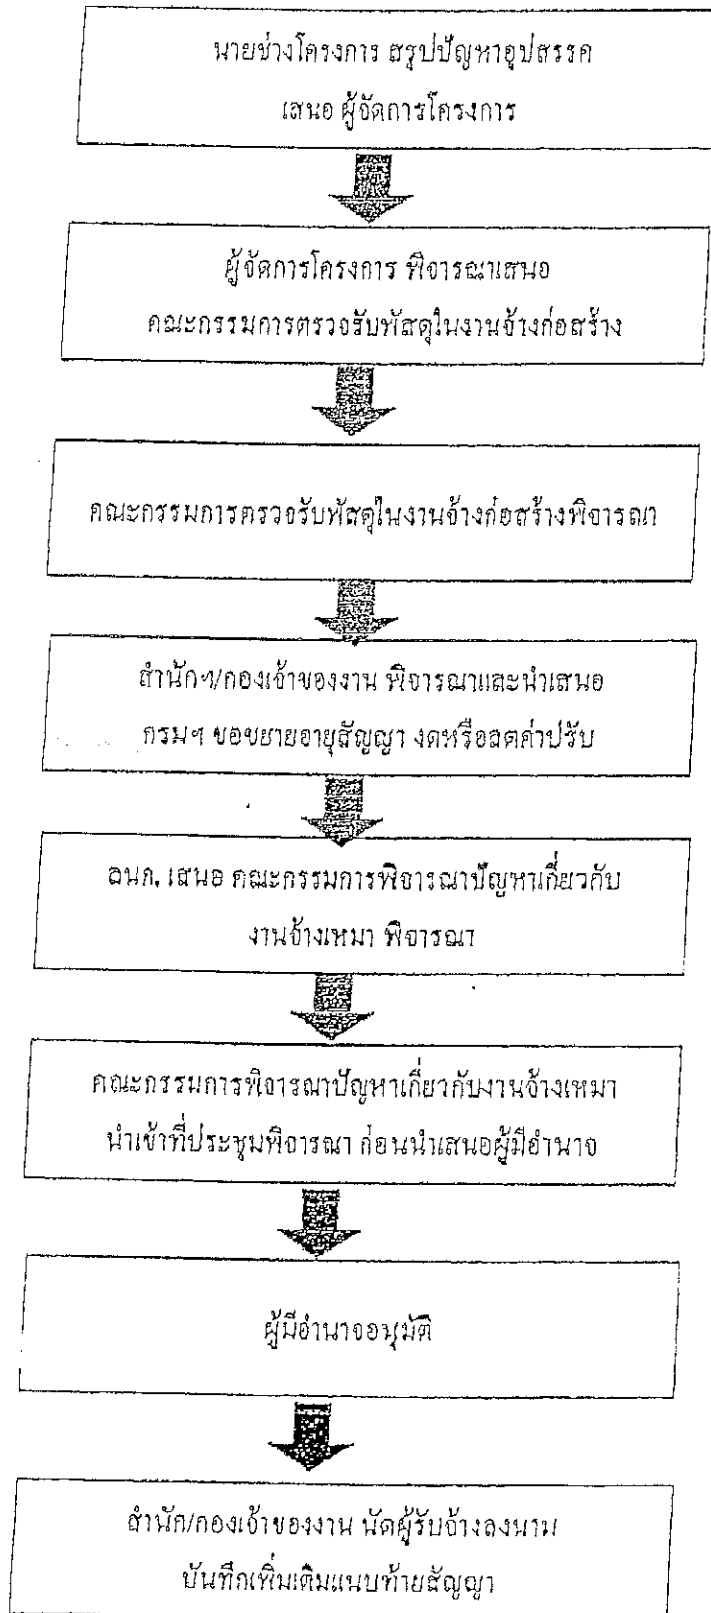 นายช่างโครงการ สรุปปัญหาอุปสรรค
เสนอ ผู้จัดการโครงการ
ผู้จัดการโครงการ พิจารณาเสนอ
คณะกรรมการตรวจรับพัสดุในงานจ้างก่อสร้าง
คณะกรรมการตรวจรับพัสดุในงานจ้างก่อสร้างพิจารณา
สำนักฯ/กองเจ้าของงาน พิจารณาและนำเสนอ
กรมฯ ขอขยายอายุสัญญา งดหรือลดค่าปรับ
ลนก. เสนอ คณะกรรมการพิจารณาปัญหาเกี่ยวกับ
งานจ้างเหมา พิจารณา
คณะกรรมการพิจารณาปัญหาเกี่ยวกับงานจ้างเหมา
นำเข้าที่ประชุมพิจารณา ก่อนนำเสนอผู้มีอำนาจ
ผู้มีอำนาจอนุมัติ
สำนัก/กองเจ้าของงาน นัดผู้รับจ้างลงนาม
บันทึกเพิ่มเติมแนบท้ายสัญญา